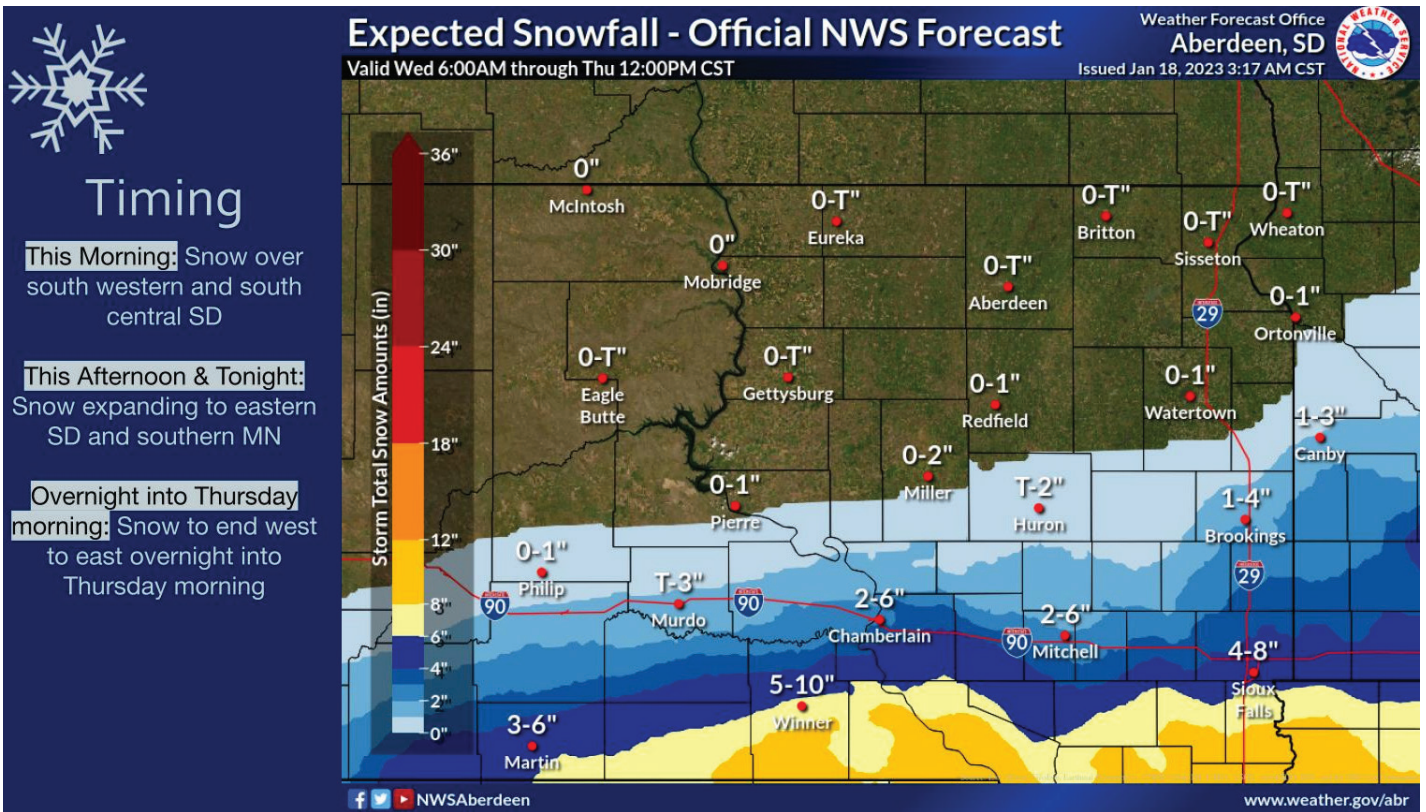 Timing
This Morning: Snow over
south western and south
central SD
This Afternoon & Tonight:
Snow expanding to eastern
SD and southern MN
Overnight into Thursday
morning: Snow to end west
to east overnight into
Thursday morning
Expected Snowfall - Official NWS Forecast
Valid Wed 6:00AM through Thu 12:00PM CST
Weather Forecast Office
Aberdeen, SD
Issued Jan 18, 2023 3:17 AM CST
NATIONAL WEATHER SERVICE
Storm Total Snow Amounts (in)
36"
30"
24"
18"
12"
8"
6"
4"
2"
0"
0"
McIntosh
0-T"
Eureka
0-T"
Britton
0-T"
Sisseton
0-T"
Wheaton
0"
Mobridge
0-T"
Aberdeen
29
0-1"
Ortonville
0-T"
Eagle
Butte
0-T"
Gettysburg
0-1"
Redfield
0-1"
Watertown
1-3"
Canby
0-1"
Pierre
0-2"
Miller
T-2"
Huron
1-4"
Brookings
0-1"
Philip
29
90
T-3"
Murdo
90
2-6"
Chamberlain
90
2-6"
Mitchell
4-8"
Sioux
Falls
5-10"
Winner
3-6"
Martin
NWSAberdeen
www.weather.gov/abr